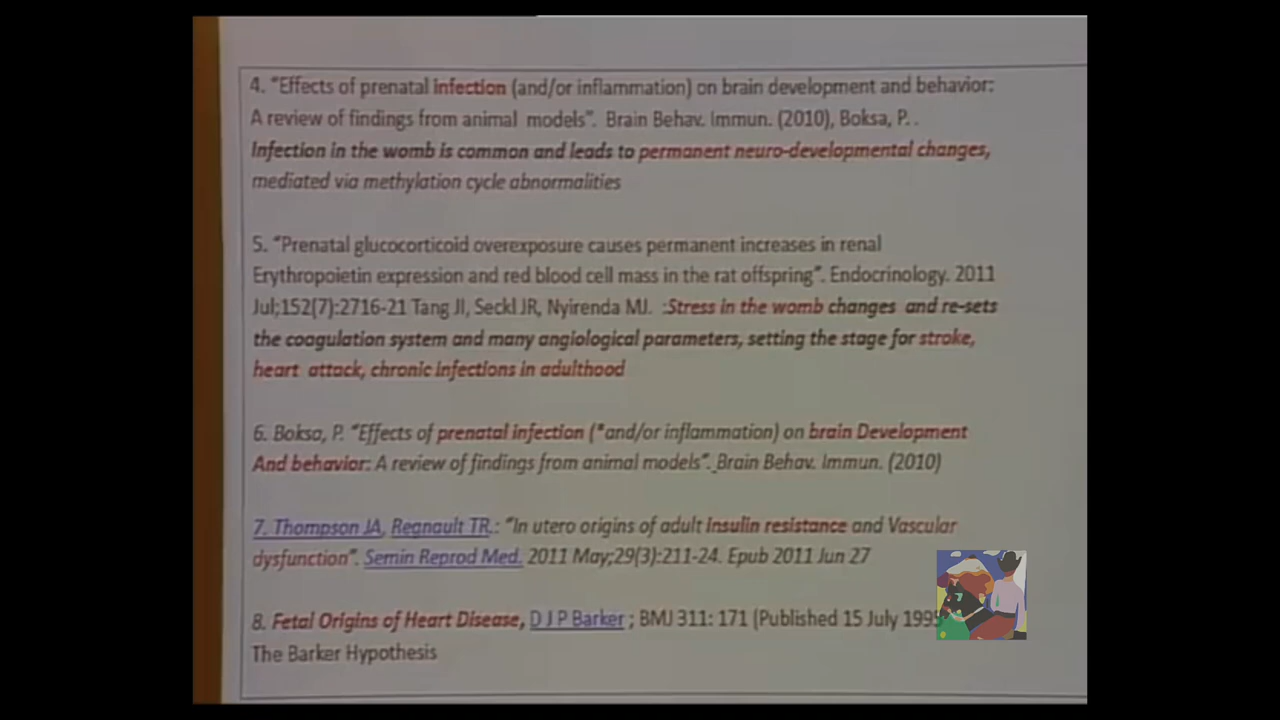 4. “Effects of prenatal infection (and/or inflammation) on brain development and behavior:
A review of findings from animal models”. Brain Behav. Immun. (2010), Boksa, P. .
Infection in the womb is common and leads to permanent neuro-developmental changes,
mediated via methylation cycle abnormalities
5. “Prenatal glucocorticoid overexposure causes permanent increases in renal
Erythropoietin expression and red blood cell mass in the rat offspring”. Endocrinology. 2011
Jul;152(7):2716-21 Tang JI, Seckl JR, Nyirenda MJ. :Stress in the womb changes and re-sets
the coagulation system and many angiological parameters, setting the stage for stroke,
heart attack, chronic infections in adulthood
6. Boksa, P. “Effects of prenatal infection (*and/or inflammation) on brain Development
And behavior: A review of findings from animal models”. Brain Behav. Immun. (2010)
7. Thompson JA, Regnault TR.: “In utero origins of adult insulin resistance and Vascular
dysfunction”. Semin Reprod Med. 2011 May;29(3):211-24. Epub 2011 Jun 27
8. Fetal Origins of Heart Disease, D J P Barker ; BMJ 311: 171 (Published 15 July 1995
The Barker Hypothesis